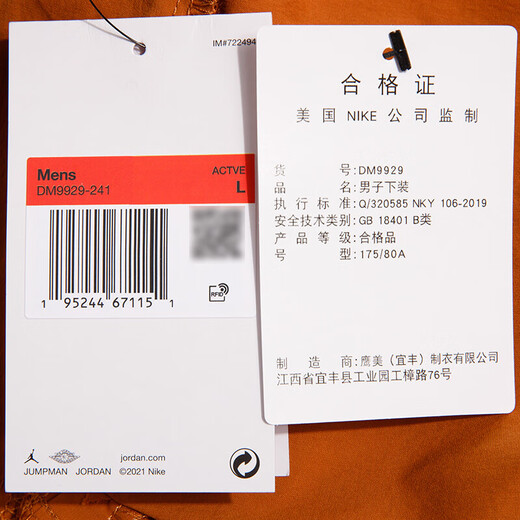 IM#722494
Mens
ACTVE
DM9929-241
L
1 95244 67115 1
RFID
JUMPMAN
JORDAN
jordan.com
©2021 Nike
合格证
美国 NIKE 公司监制
货号:DM9929
品名:男子下装
执行标准:Q/320585 NKY 106-2019
安全技术类别:GB 18401 B类
产品等级:合格品
号型:175/80A
制造商:鹰美(宜丰)制衣有限公司
江西省宜丰县工业园工樟路76号